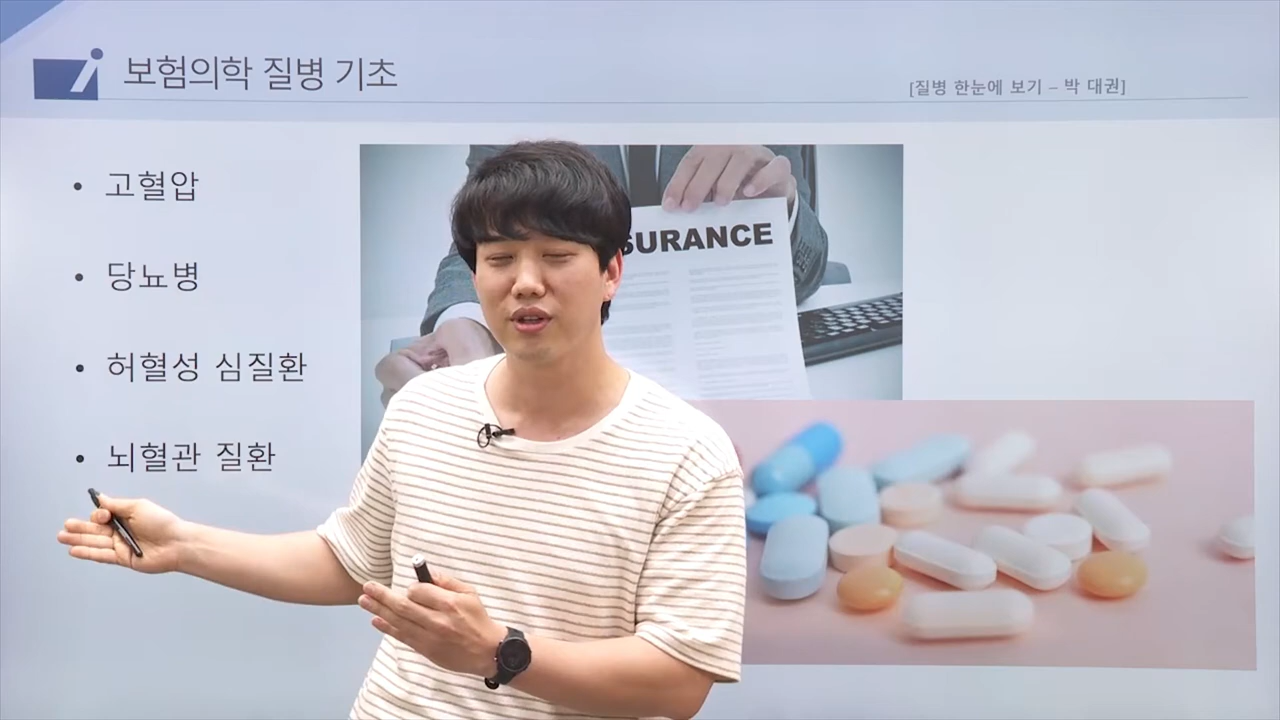 보험의학 질병 기초
[질병 한눈에 보기 – 박 대권]
• 고혈압
• 당뇨병
• 허혈성 심질환
• 뇌혈관 질환
SURANCE